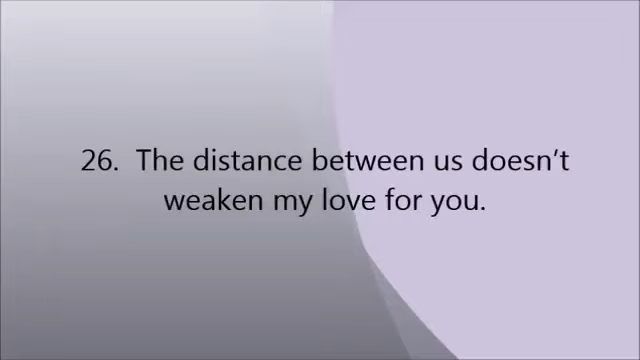 26.  The distance between us doesn’t
weaken my love for you.